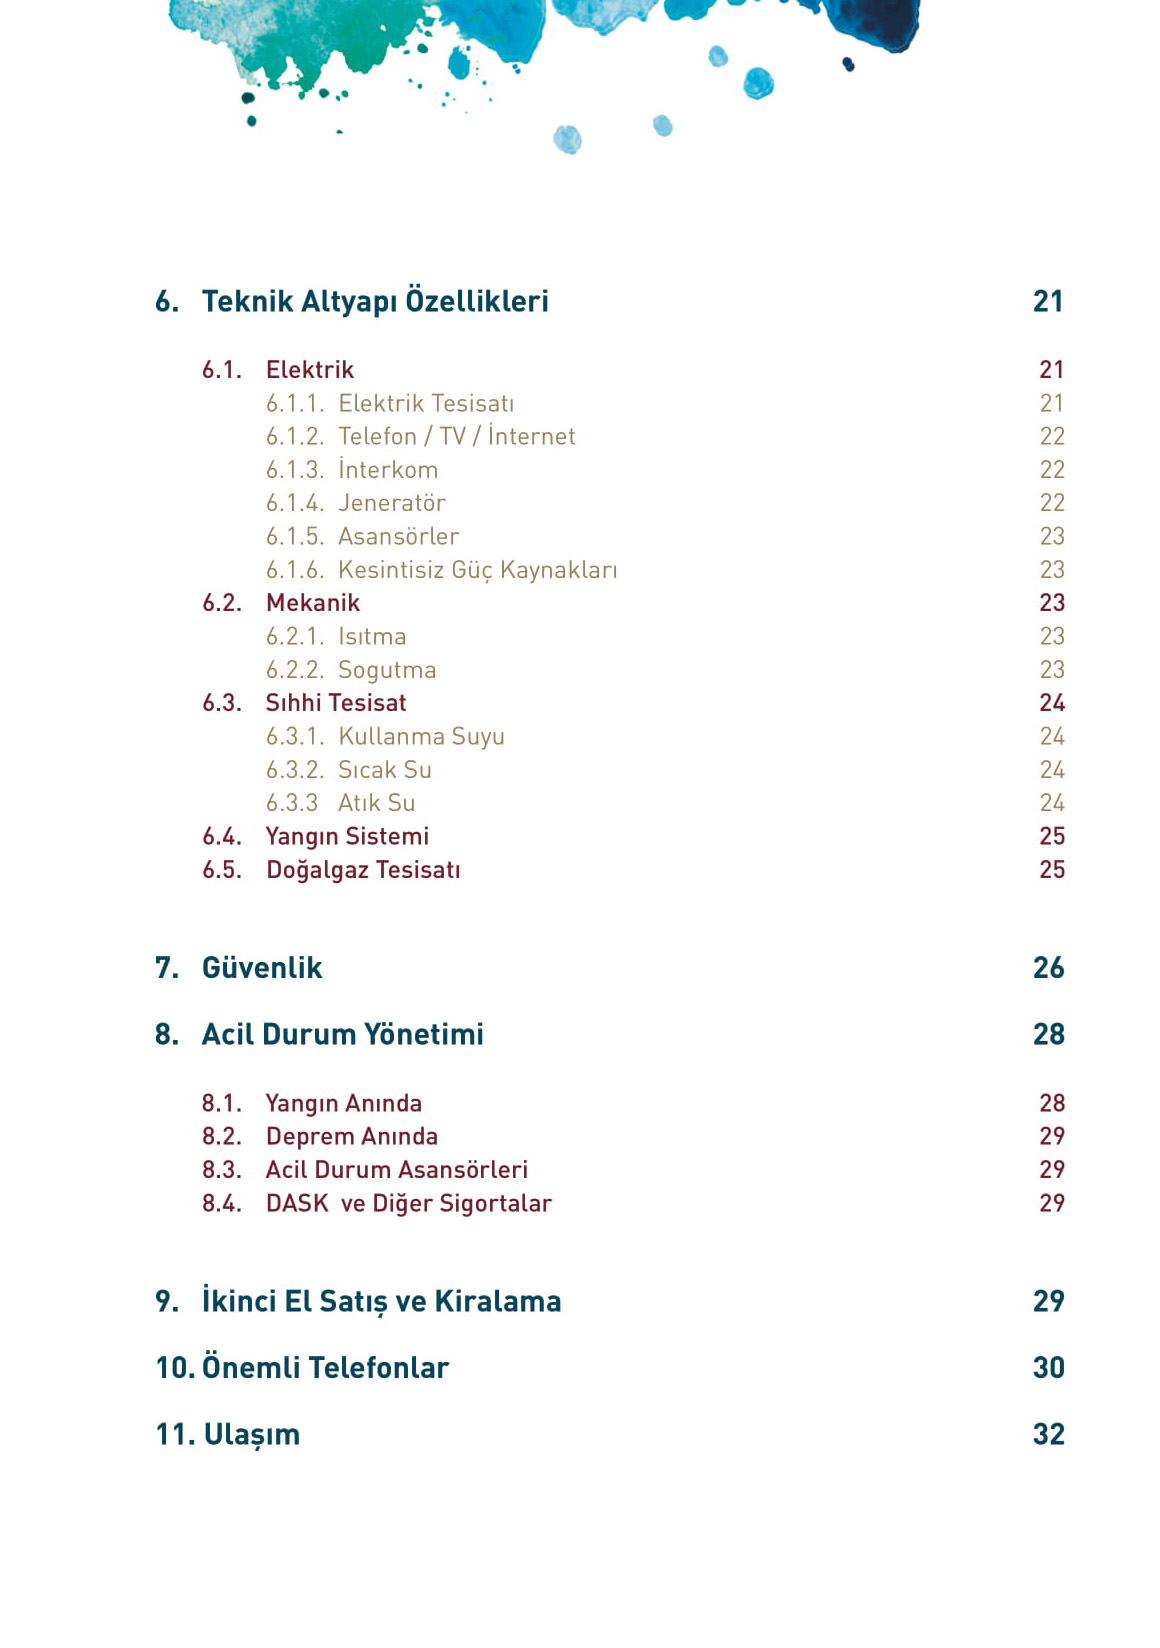 6. Teknik Altyapı Özellikleri 21
6.1. Elektrik 21
6.1.1. Elektrik Tesisatı 21
6.1.2. Telefon / TV / İnternet 22
6.1.3. İnterkom 22
6.1.4. Jeneratör 22
6.1.5. Asansörler 23
6.1.6. Kesintisiz Güç Kaynakları 23
6.2. Mekanik 23
6.2.1. Isıtma 23
6.2.2. Sogutma 23
6.3. Sıhhi Tesisat 24
6.3.1. Kullanma Suyu 24
6.3.2. Sıcak Su 24
6.3.3 Atık Su 24
6.4. Yangın Sistemi 25
6.5. Doğalgaz Tesisatı 25
7. Güvenlik 26
8. Acil Durum Yönetimi 28
8.1. Yangın Anında 28
8.2. Deprem Anında 29
8.3. Acil Durum Asansörleri 29
8.4. DASK ve Diğer Sigortalar 29
9. İkinci El Satış ve Kiralama 29
10. Önemli Telefonlar 30
11. Ulaşım 32